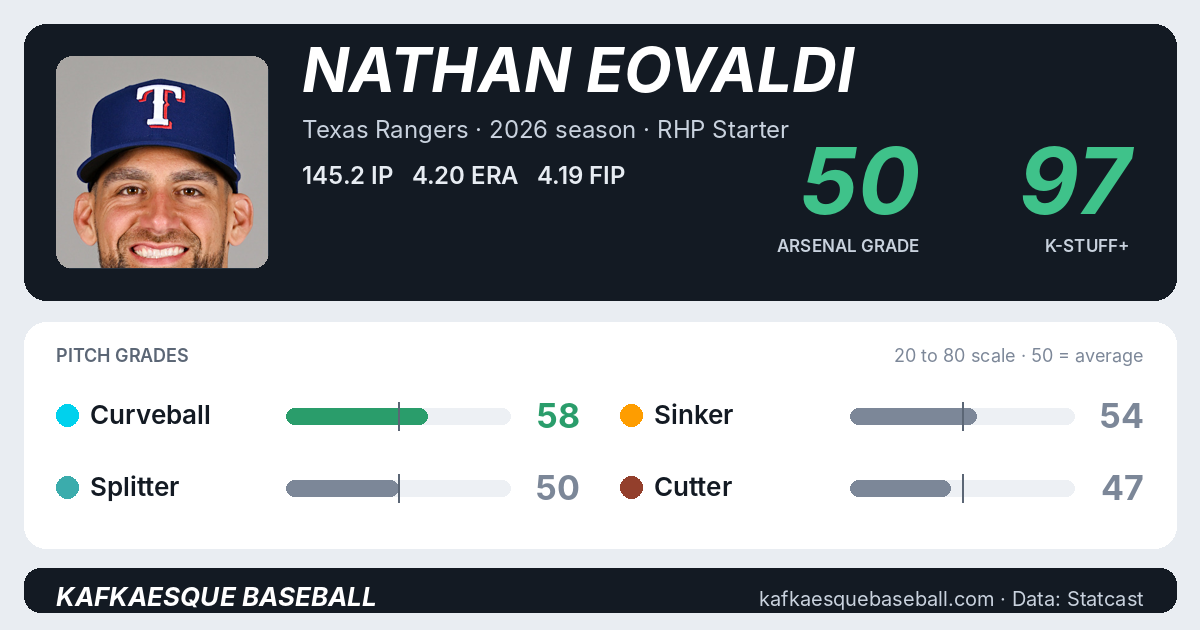 NATHAN EOVALDI
Texas Rangers · 2026 season · RHP Starter
145.2 IP 4.20 ERA 4.19 FIP
50 97
ARSENAL GRADE K-STUFF+
PITCH GRADES 20 to 80 scale · 50 = average
Curveball 58 Sinker 54
Splitter 50 Cutter 47
KAFKAESQUE BASEBALL kafkaesquebaseball.com · Data: Statcast
T